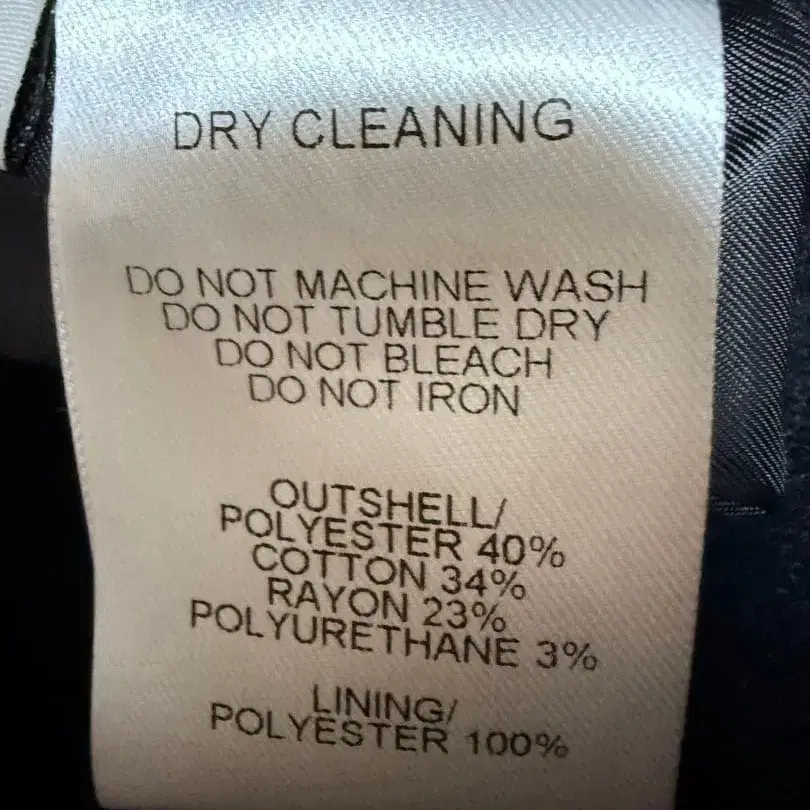 DRY CLEANING
DO NOT MACHINE WASH
DO NOT TUMBLE DRY
DO NOT BLEACH
DO NOT IRON
OUTSHELL/
POLYESTER 40%
COTTON 34%
RAYON 23%
POLYURETHANE 3%
LINING/
POLYESTER 100%